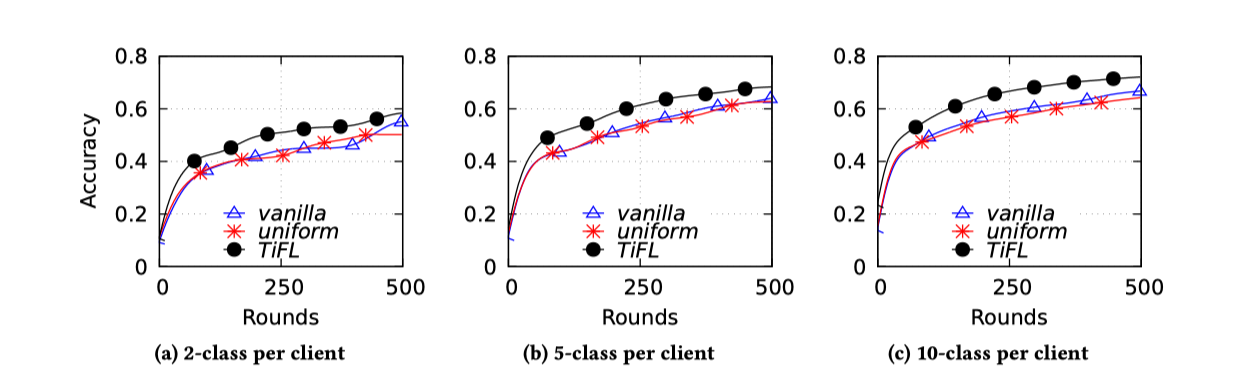 Accuracy
0.8
0.6
0.4
0.2
0
vanilla
uniform
TiFL
0 250 500
Rounds
(a) 2-class per client
0.8
0.6
0.4
0.2
0
vanilla
uniform
TiFL
0 250 500
Rounds
(b) 5-class per client
0.8
0.6
0.4
0.2
0
vanilla
uniform
TiFL
0 250 500
Rounds
(c) 10-class per client